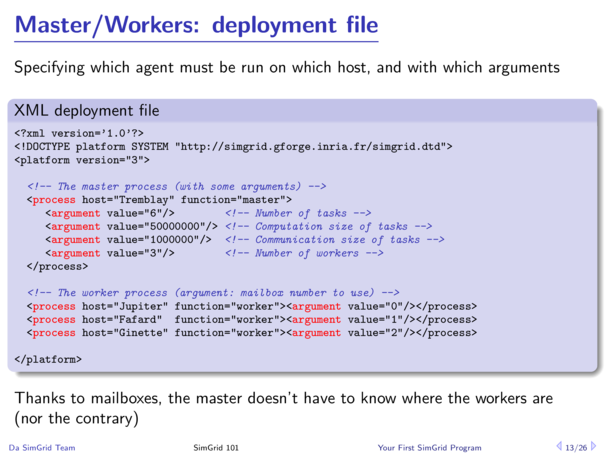 Master/Workers: deployment file
Specifying which agent must be run on which host, and with which arguments
XML deployment file
<?xml version='1.0'?>
<!DOCTYPE platform SYSTEM "http://simgrid.gforge.inria.fr/simgrid.dtd">
<platform version="3">
<!-- The master process (with some arguments) -->
<process host="Tremblay" function="master">
<argument value="6"/> <!-- Number of tasks -->
<argument value="50000000"/> <!-- Computation size of tasks -->
<argument value="1000000"/> <!-- Communication size of tasks -->
<argument value="3"/> <!-- Number of workers -->
</process>
<!-- The worker process (argument: mailbox number to use) -->
<process host="Jupiter" function="worker"><argument value="0"/></process>
<process host="Fafard" function="worker"><argument value="1"/></process>
<process host="Ginette" function="worker"><argument value="2"/></process>
</platform>
Thanks to mailboxes, the master doesn't have to know where the workers are
(nor the contrary)
Da SimGrid Team SimGrid 101 Your First SimGrid Program 13/26